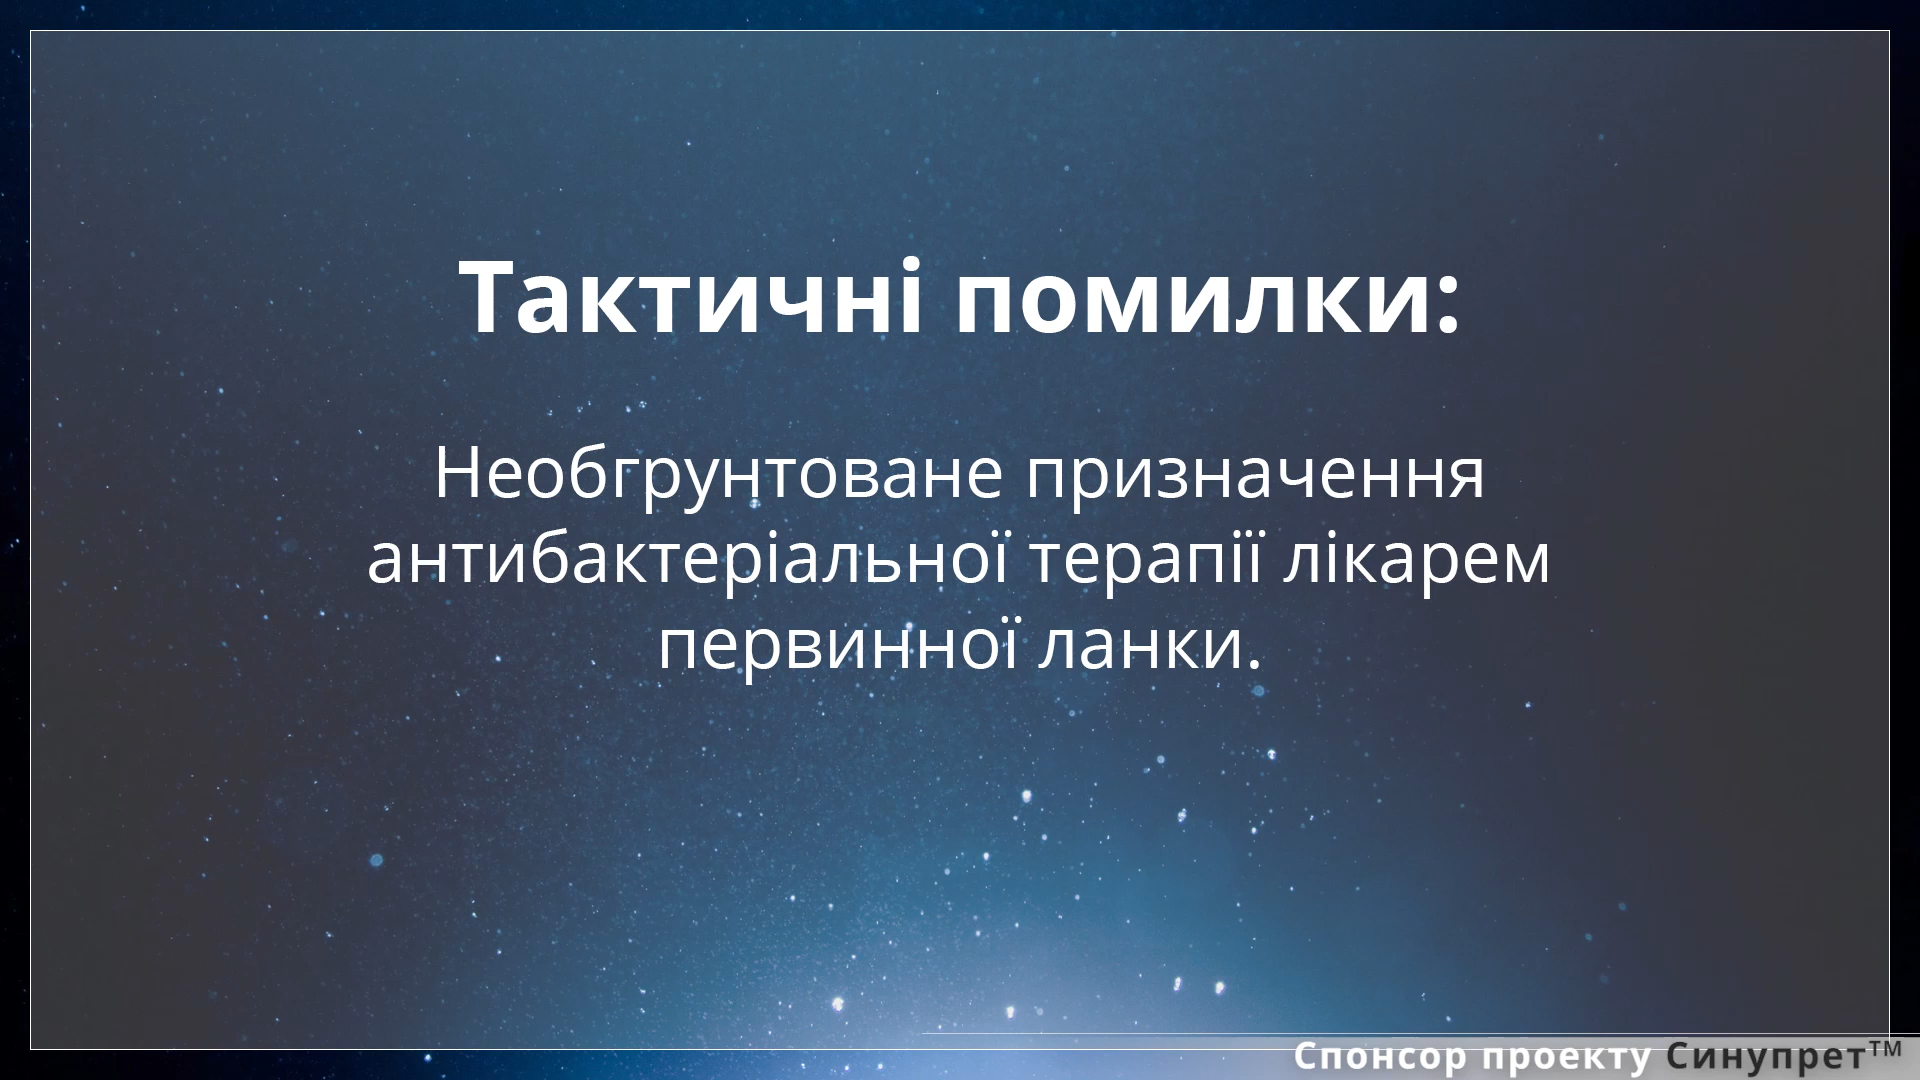 Тактичні помилки:
Необгрунтоване призначення
антибактеріальної терапії лікарем
первинної ланки.
Спонсор проекту Синупрет™